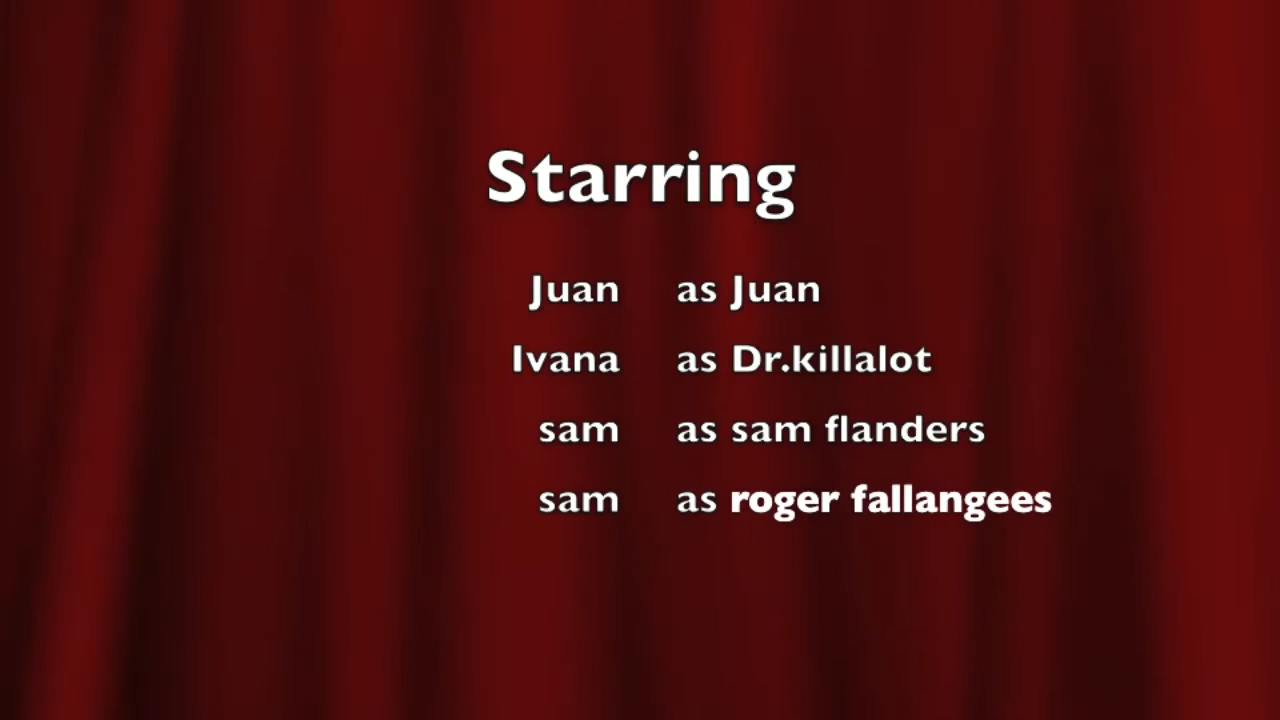 Starring
Juan as Juan
Ivana as Dr.killalot
sam as sam flanders
sam as roger fallangees